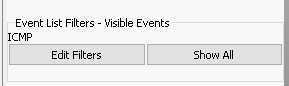 Event List Filters - Visible Events
ICMP
Edit Filters Show All